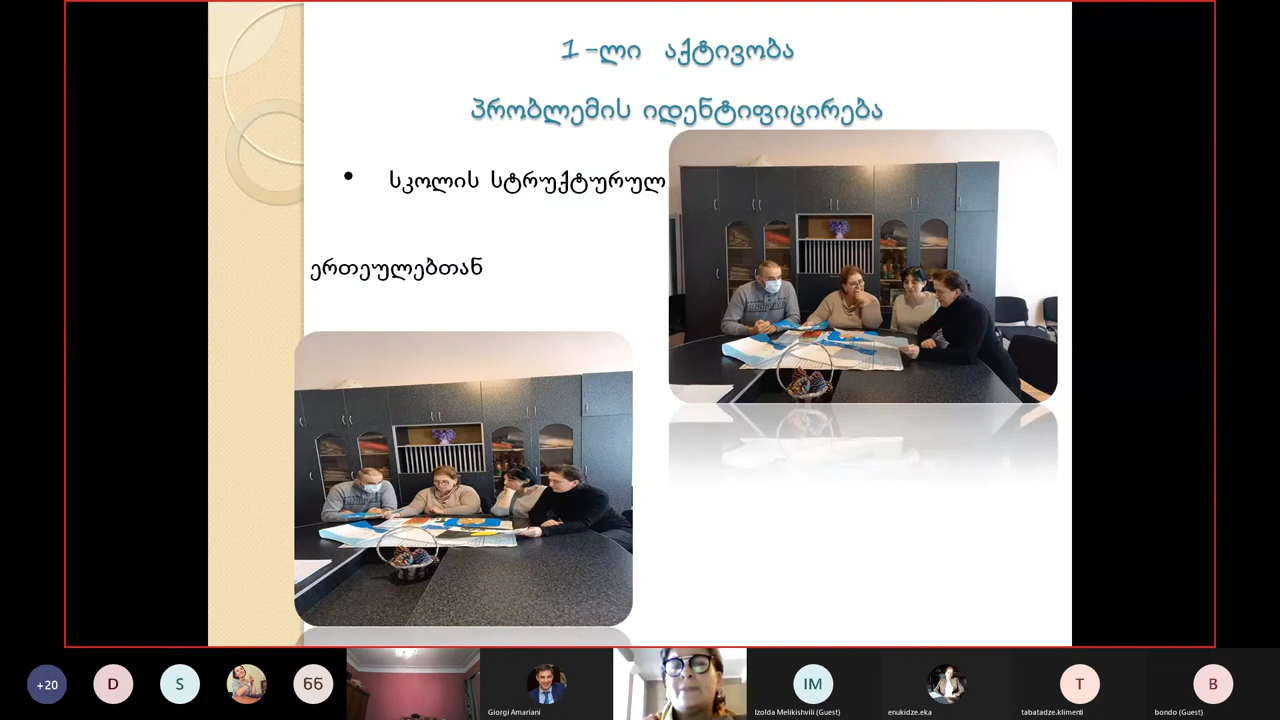 1-ლი აქტივობა
პრობლემის იდენტიფიცირება
• სკოლის სტრუქტურულ
ერთეულებთან
+20
D
S
ნნ
Giorgi Amariani
IM
Izolda Melikishvili (Guest)
enukidze.eka
T
tabatadze.klimenti
B
bondo (Guest)